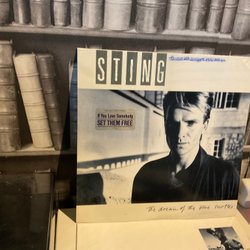 STING
If You Love Somebody
SET THEM FREE
the dream of the blue turtles